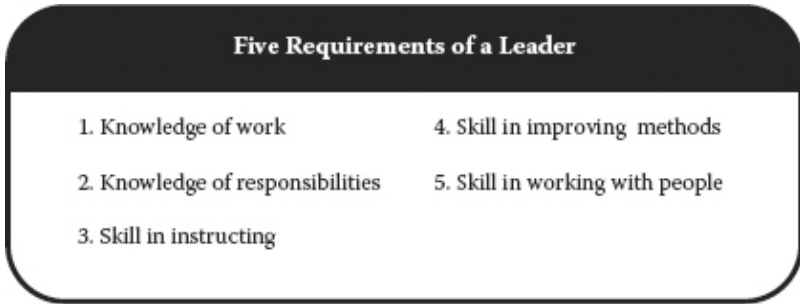 Five Requirements of a Leader
1. Knowledge of work
2. Knowledge of responsibilities
3. Skill in instructing
4. Skill in improving methods
5. Skill in working with people